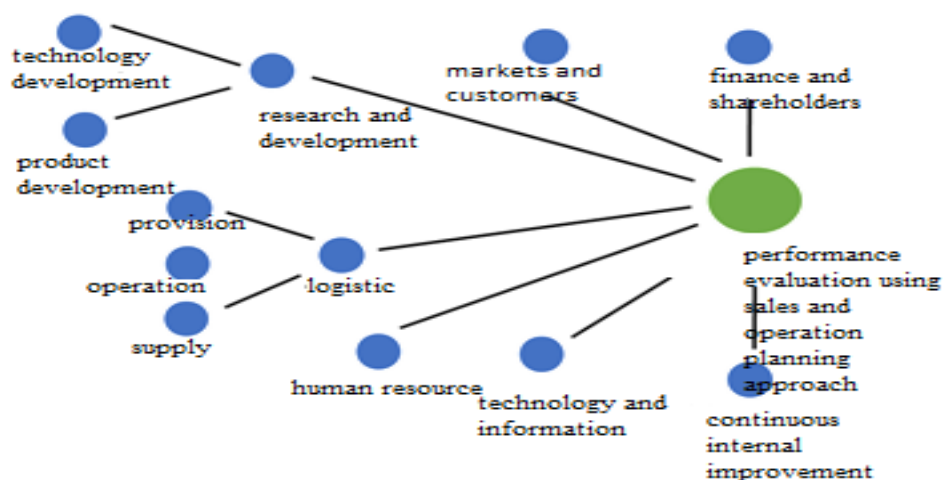 technology
development
markets and
customers
finance and
shareholders
research and
development
product
development
provision
operation
logistic
supply
performance
evaluation using
sales and
operation
planning
approach
human resource
technology and
information
continuous
internal
improvement